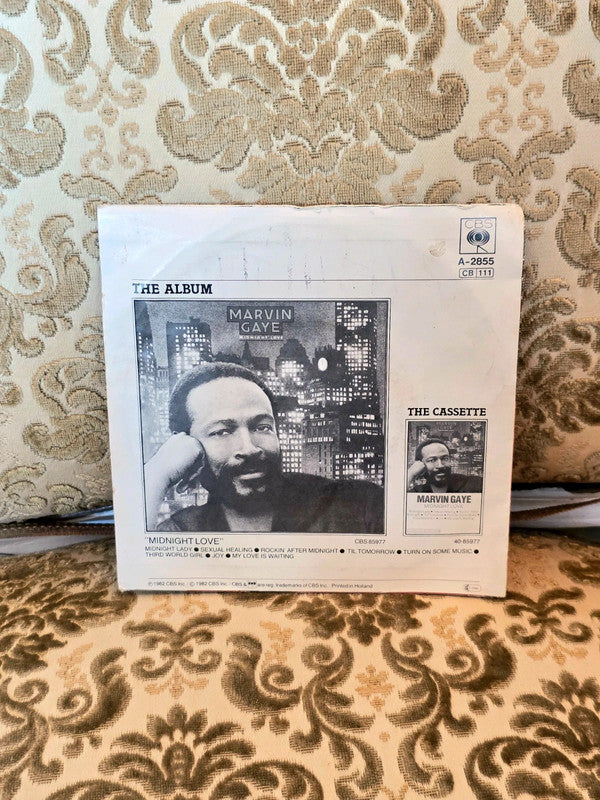 CBS
A-2855
CB 111
THE ALBUM
MARVIN
GAYE
MIDNIGHT LOVE
THE CASSETTE
MARVIN GAYE
MIDNIGHT LOVE
"MIDNIGHT LOVE" CBS 85977 40-85977
MIDNIGHT LADY ● SEXUAL HEALING ● ROCKIN' AFTER MIDNIGHT ● 'TIL TOMORROW ● TURN ON SOME MUSIC ●
THIRD WORLD GIRL ● JOY ● MY LOVE IS WAITING
℗ 1982 CBS Inc. · © 1982 CBS Inc. · CBS & are reg. trademarks of CBS Inc. Printed in Holland